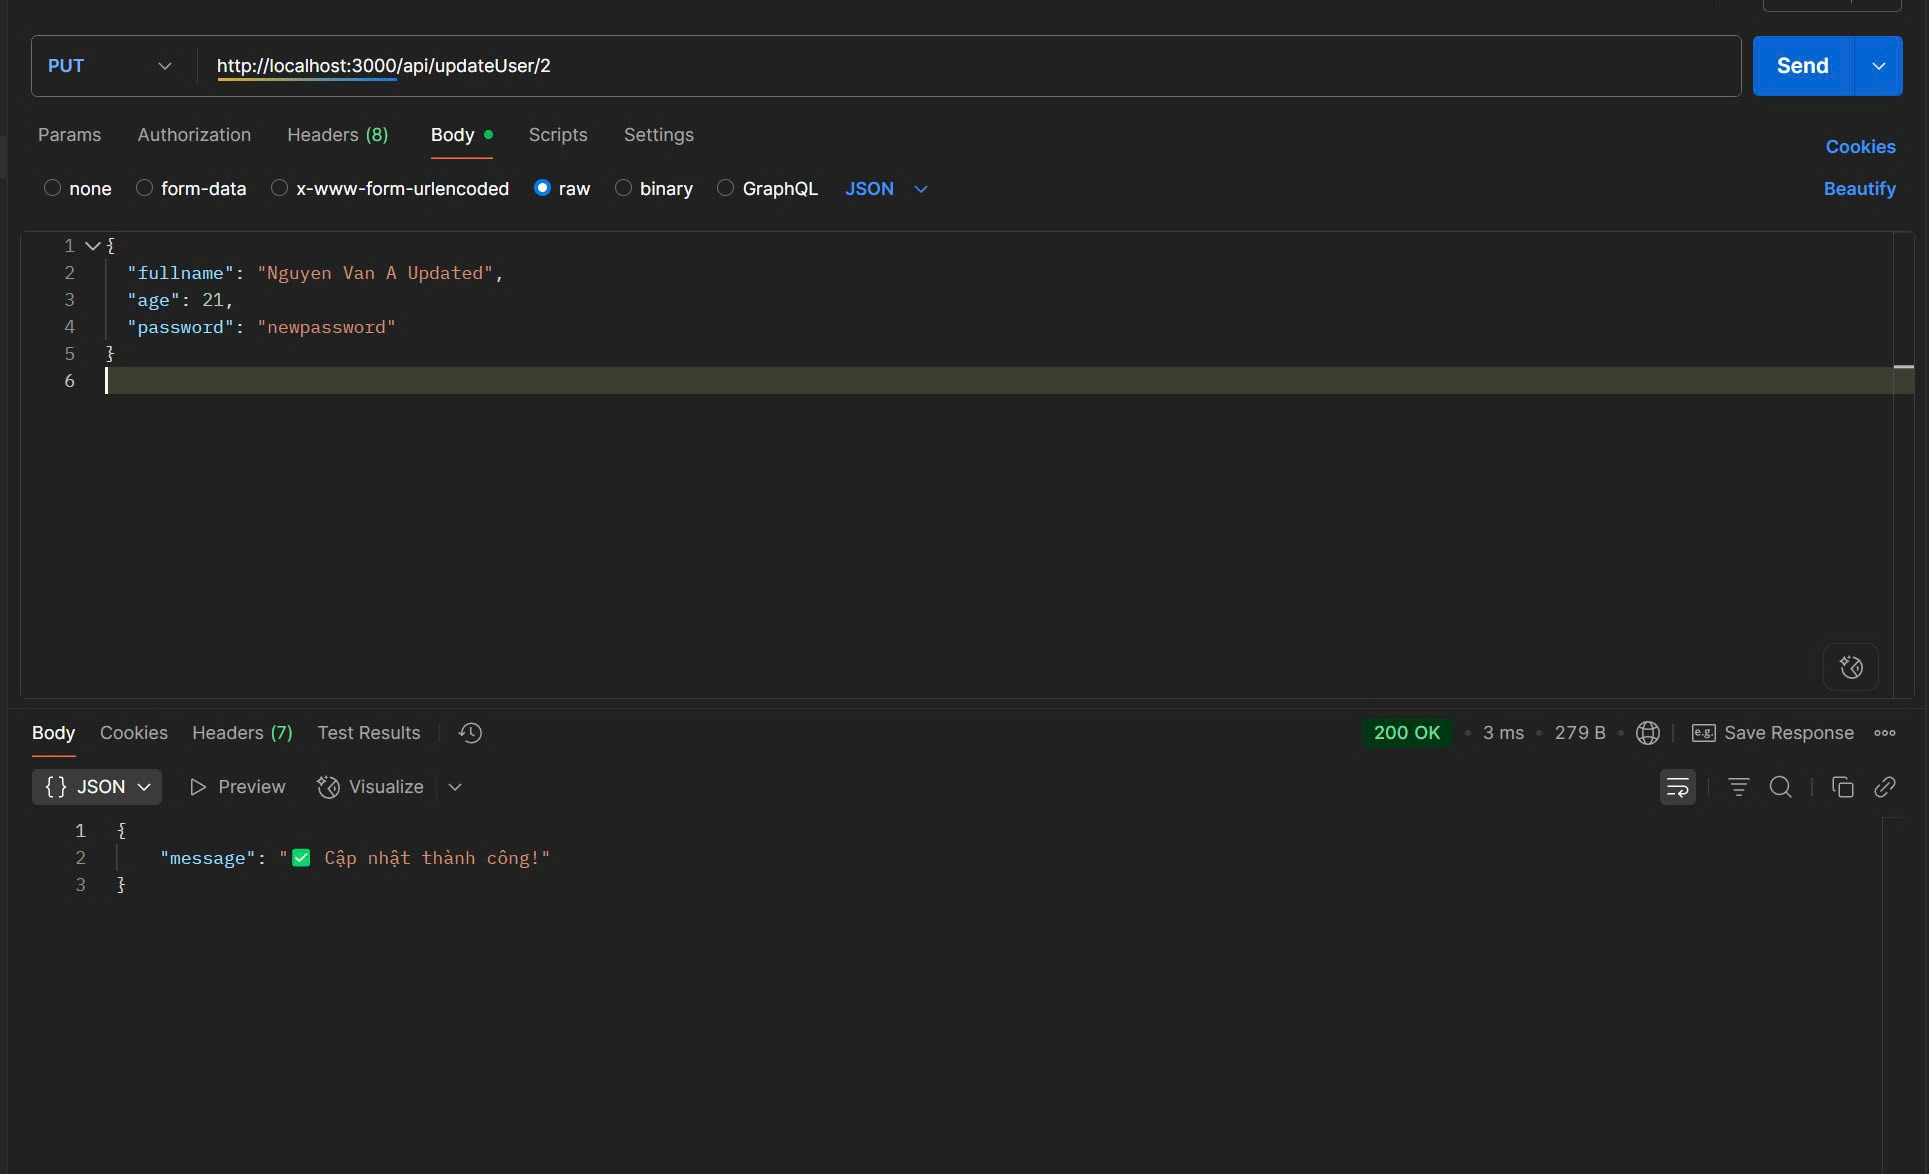 PUT http://localhost:3000/api/updateUser/2 Send
Params Authorization Headers (8) Body Scripts Settings Cookies
none form-data x-www-form-urlencoded raw binary GraphQL JSON Beautify
1 {
2 "fullname": "Nguyen Van A Updated",
3 "age": 21,
4 "password": "newpassword"
5 }
6
Body Cookies Headers (7) Test Results 200 OK • 3 ms • 279 B • e.g. Save Response
{} JSON Preview Visualize
1 {
2 "message": "✅ Cập nhật thành công!"
3 }